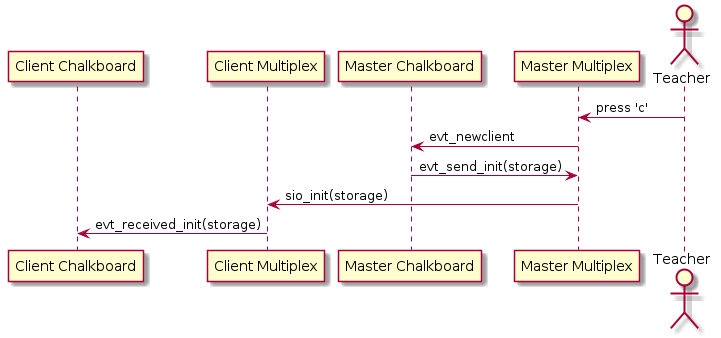 Client Chalkboard
Client Multiplex
Master Chalkboard
Master Multiplex
Teacher
press 'c'
evt_newclient
evt_send_init(storage)
sio_init(storage)
evt_received_init(storage)
Client Chalkboard
Client Multiplex
Master Chalkboard
Master Multiplex
Teacher